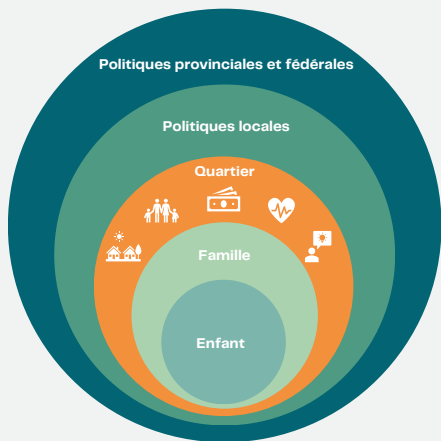 Politiques provinciales et fédérales
Politiques locales
Quartier
Famille
Enfant